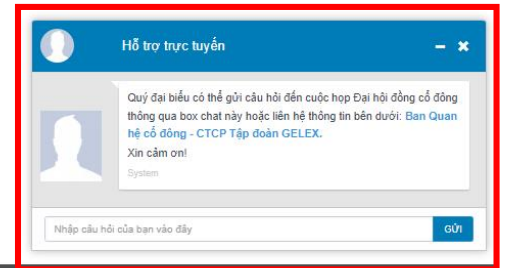 Hỗ trợ trực tuyến
Quý đại biểu có thể gửi câu hỏi đến cuộc họp Đại hội đồng cổ đông
thông qua box chat này hoặc liên hệ thông tin bên dưới: Ban Quan
hệ cổ đông - CTCP Tập đoàn GELEX.
Xin cảm ơn!
System
Nhập câu hỏi của bạn vào đây
GỬI